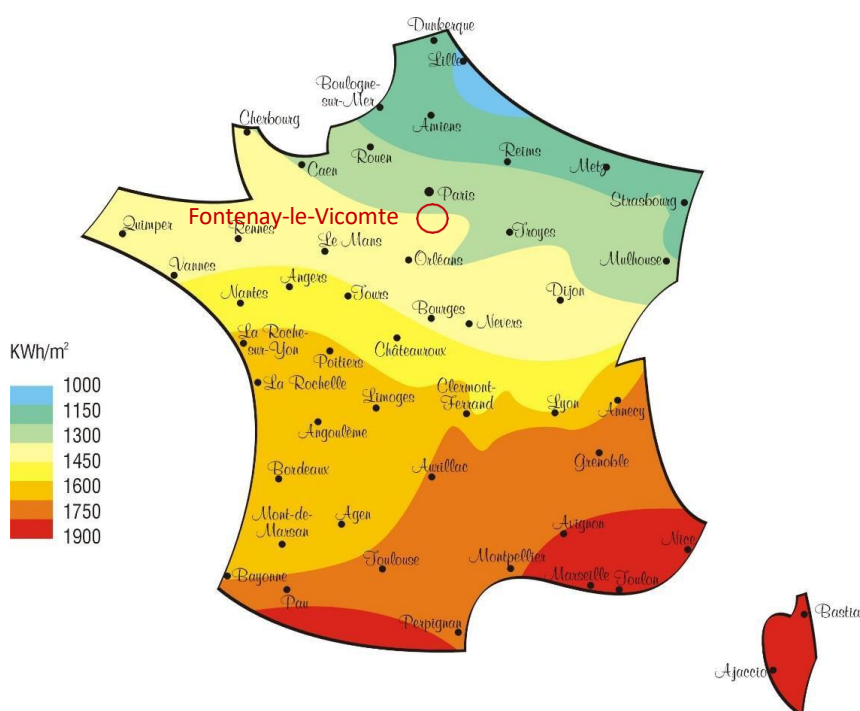 Dunkerque
Lille
Boulogne-
sur-Mer
Cherbourg
Amiens
Rouen
Reims
Caen
Metz
Paris
Strasbourg
Fontenay-le-Vicomte
Quimper
Rennes
Troyes
Le Mans
Orléans
Mulhouse
Vannes
Angers
Nantes
Tours
Dijon
Bourges
Nevers
La Roche-
sur-Yon
Châteauroux
Poitiers
KWh/m²
1000
1150
1300
1450
1600
1750
1900
La Rochelle
Limoges
Clermont-
Ferrand
Lyon
Annecy
Angoulême
Bordeaux
Aurillac
Grenoble
Mont-de-
Marsan
Agen
Avignon
Nice
Toulouse
Montpellier
Bayonne
Marseille
Toulon
Pau
Perpignan
Bastia
Ajaccio